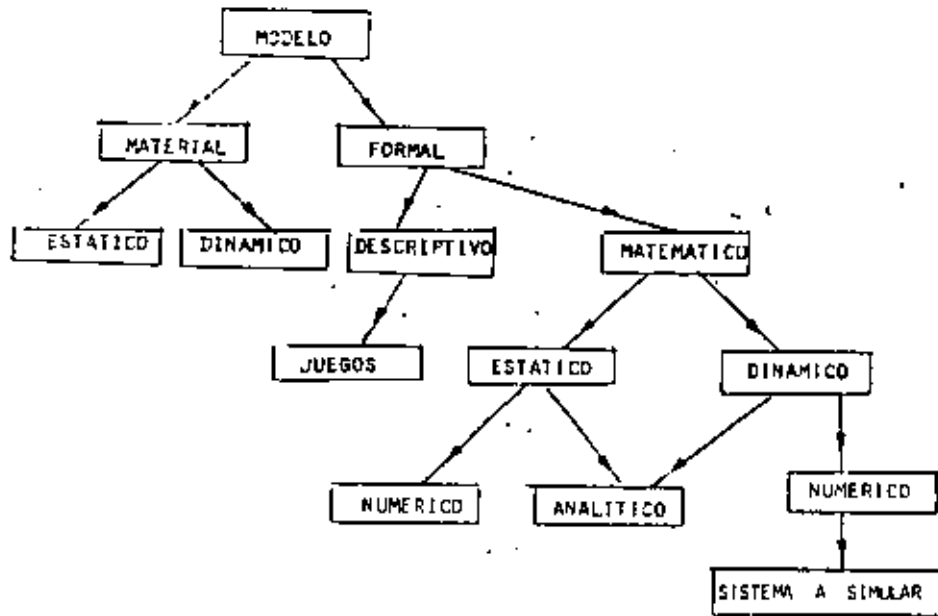 MODELO
MATERIAL
FORMAL
ESTATICO
DINAMICO
DESCRIPTIVO
MATEMATICO
JUEGOS
ESTATICO
DINAMICO
NUMERICO
ANALITICO
NUMERICO
SISTEMA A SIMULAR